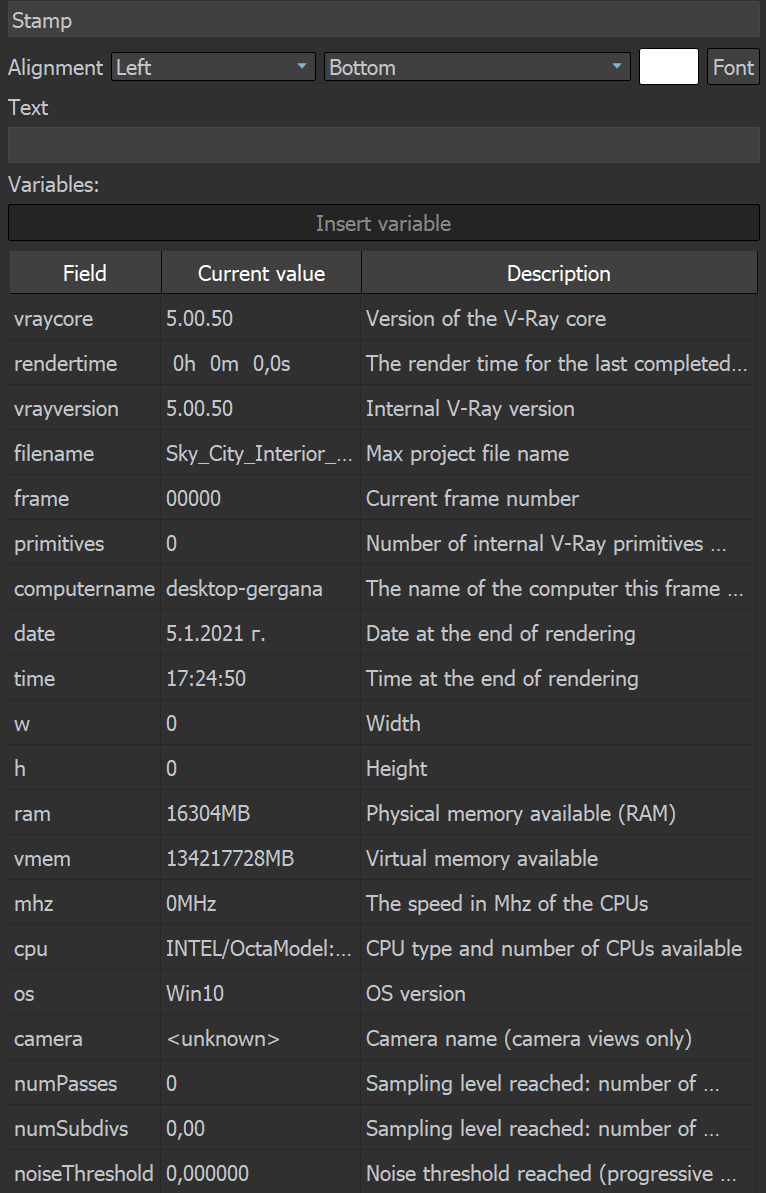 Stamp
Alignment Left Bottom Font
Text
Variables:
Insert variable
Field Current value Description
vraycore 5.00.50 Version of the V-Ray core
rendertime 0h 0m 0,0s The render time for the last completed...
vrayversion 5.00.50 Internal V-Ray version
filename Sky_City_Interior_... Max project file name
frame 00000 Current frame number
primitives 0 Number of internal V-Ray primitives ...
computername desktop-gergana The name of the computer this frame ...
date 5.1.2021 г. Date at the end of rendering
time 17:24:50 Time at the end of rendering
w 0 Width
h 0 Height
ram 16304MB Physical memory available (RAM)
vmem 134217728MB Virtual memory available
mhz 0MHz The speed in Mhz of the CPUs
cpu INTEL/OctaModel:... CPU type and number of CPUs available
os Win10 OS version
camera <unknown> Camera name (camera views only)
numPasses 0 Sampling level reached: number of ...
numSubdivs 0,00 Sampling level reached: number of ...
noiseThreshold 0,000000 Noise threshold reached (progressive ...